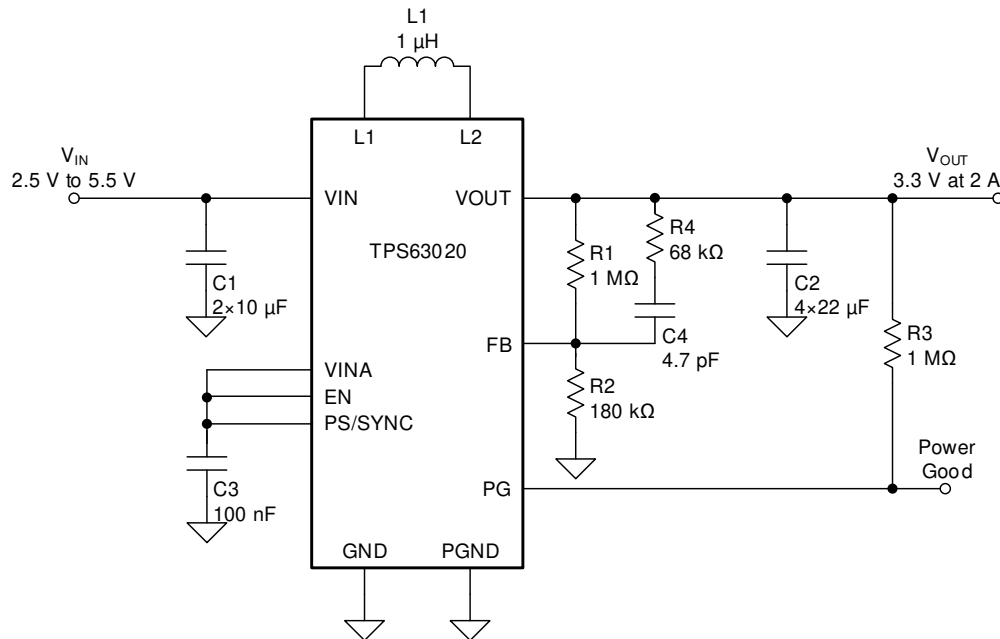 L1
1 µH
L1
L2
V_IN
2.5 V to 5.5 V
VIN
VOUT
V_OUT
3.3 V at 2 A
TPS63020
C1
2×10 µF
R1
1 MΩ
R4
68 kΩ
C2
4×22 µF
R3
1 MΩ
FB
C4
4.7 pF
VINA
EN
PS/SYNC
R2
180 kΩ
C3
100 nF
PG
Power
Good
GND
PGND